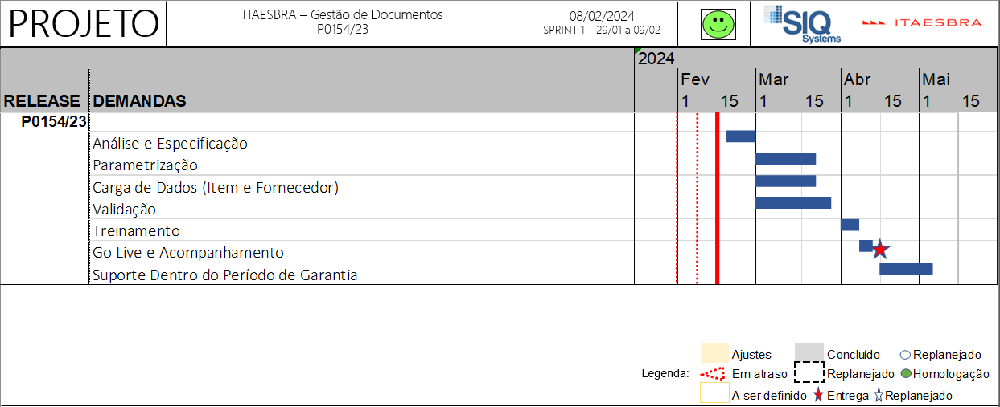 PROJETO
ITAESBRA – Gestão de Documentos
P0154/23
08/02/2024
SPRINT 1 – 29/01 a 09/02
SIQ
Systems
ITAESBRA
2024
Fev Mar Abr Mai
RELEASE DEMANDAS 1 15 1 15 1 15 1 15
P0154/23
Análise e Especificação
Parametrização
Carga de Dados (Item e Fornecedor)
Validação
Treinamento
Go Live e Acompanhamento
Suporte Dentro do Período de Garantia
Ajustes Concluído Replanejado
Legenda: Em atraso Replanejado Homologação
A ser definido Entrega Replanejado